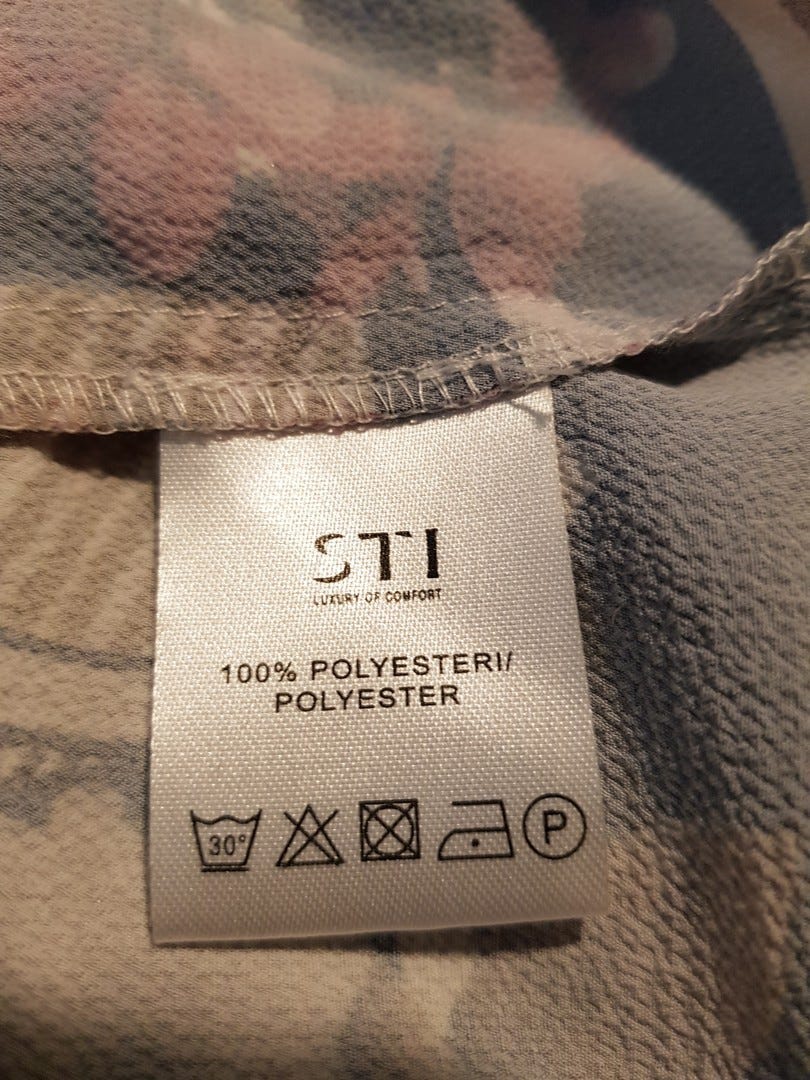 STI
LUXURY OF COMFORT
100% POLYESTERI/
POLYESTER
30°
P